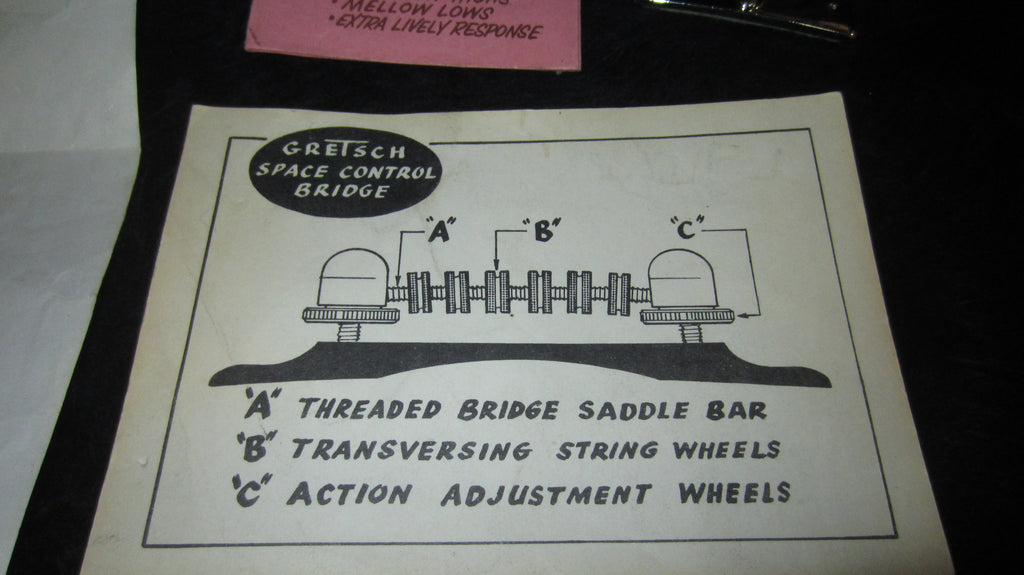 • MELLOW LOWS
• EXTRA LIVELY RESPONSE
GRETSCH
SPACE CONTROL
BRIDGE
"A"
"B"
"C"
"A" THREADED BRIDGE SADDLE BAR
"B" TRANSVERSING STRING WHEELS
"C" ACTION ADJUSTMENT WHEELS